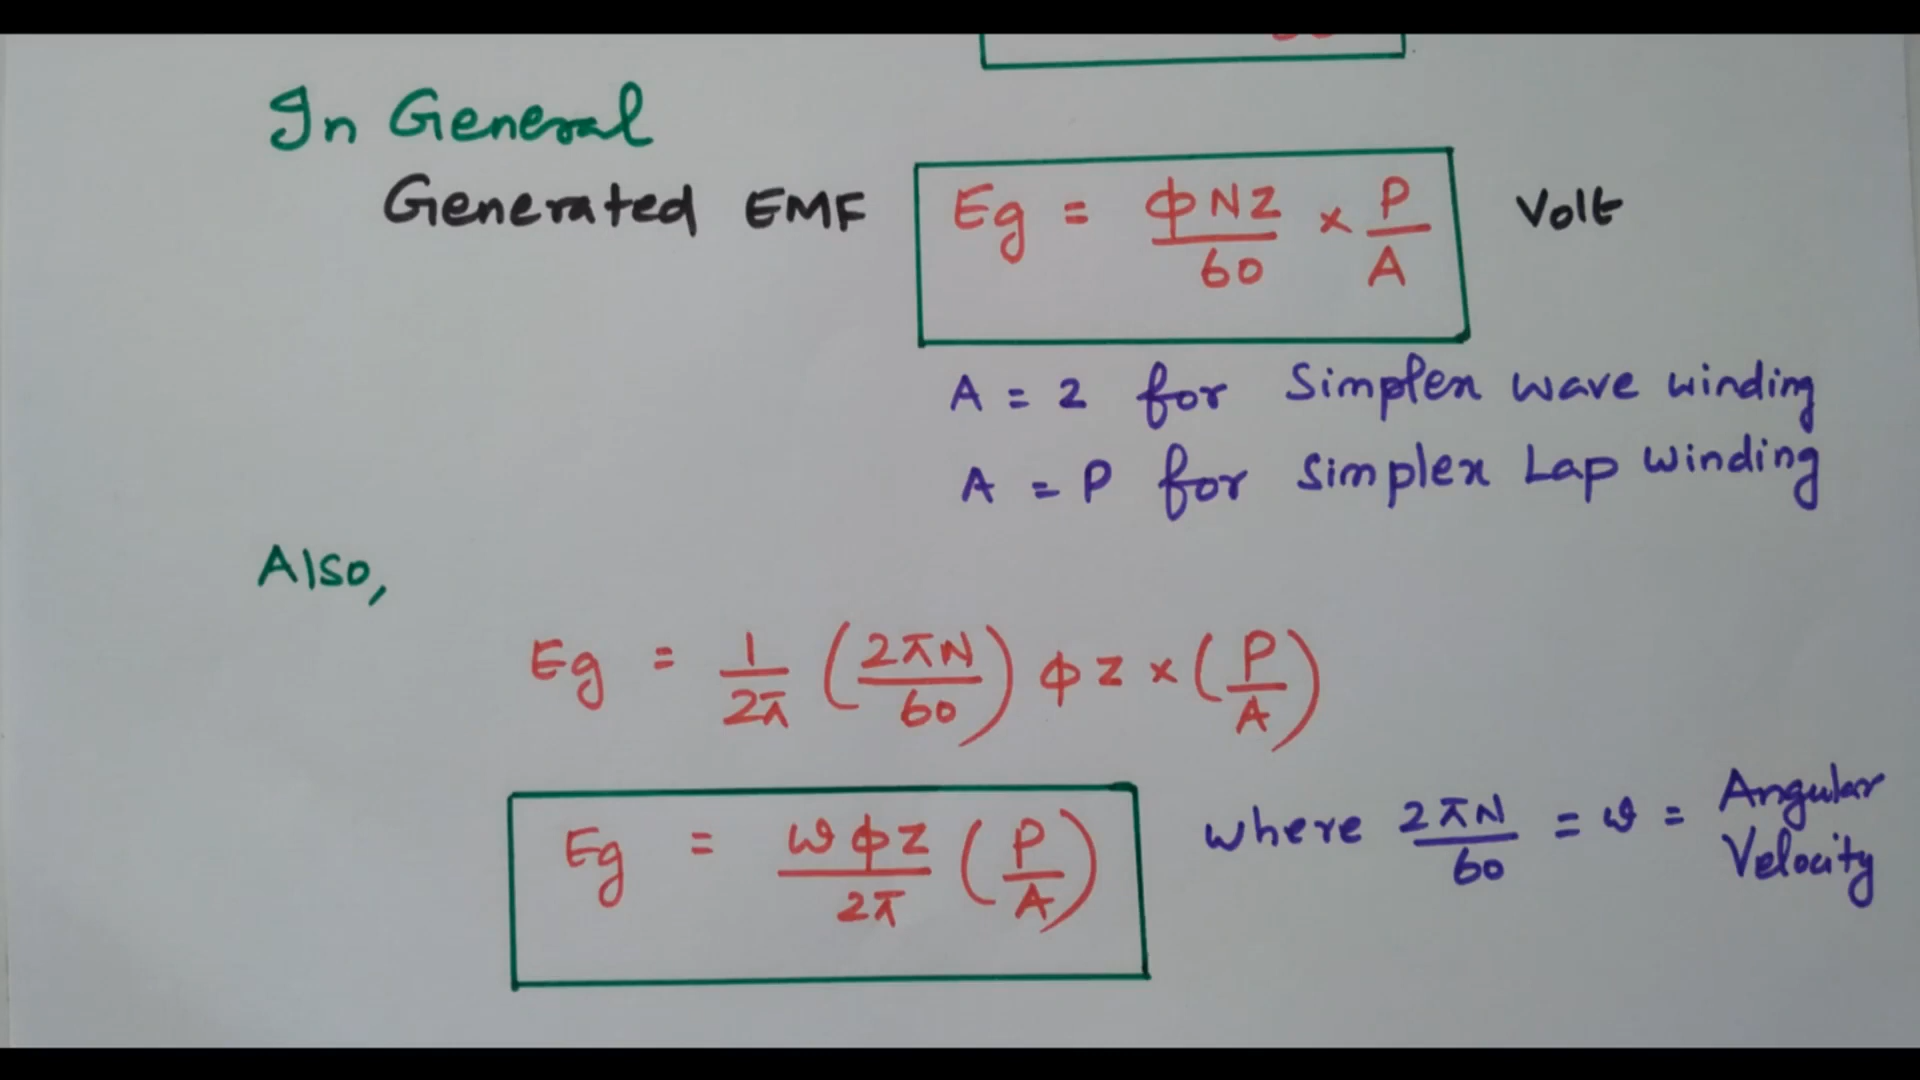 In General
Generated EMF Eg = ϕNZ/60 × P/A Volt
A = 2 for Simplex wave winding
A = P for Simplex Lap winding
Also,
Eg = 1/2π (2πN/60) ϕZ × (P/A)
Eg = ωϕZ/2π (P/A) where 2πN/60 = ω = Angular Velocity